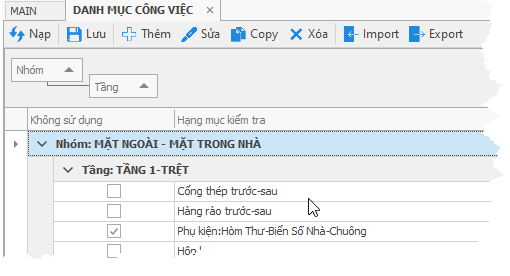 MAIN DANH MỤC CÔNG VIỆC ×
Nạp Lưu Thêm Sửa Copy Xóa Import Export
Nhóm
Tầng
Không sử dụng Hạng mục kiểm tra
Nhóm: MẶT NGOÀI - MẶT TRONG NHÀ
Tầng: TẦNG 1-TRỆT
Cổng thép trước-sau
Hàng rào trước-sau
Phụ kiện:Hòm Thư-Biển Số Nhà-Chuông